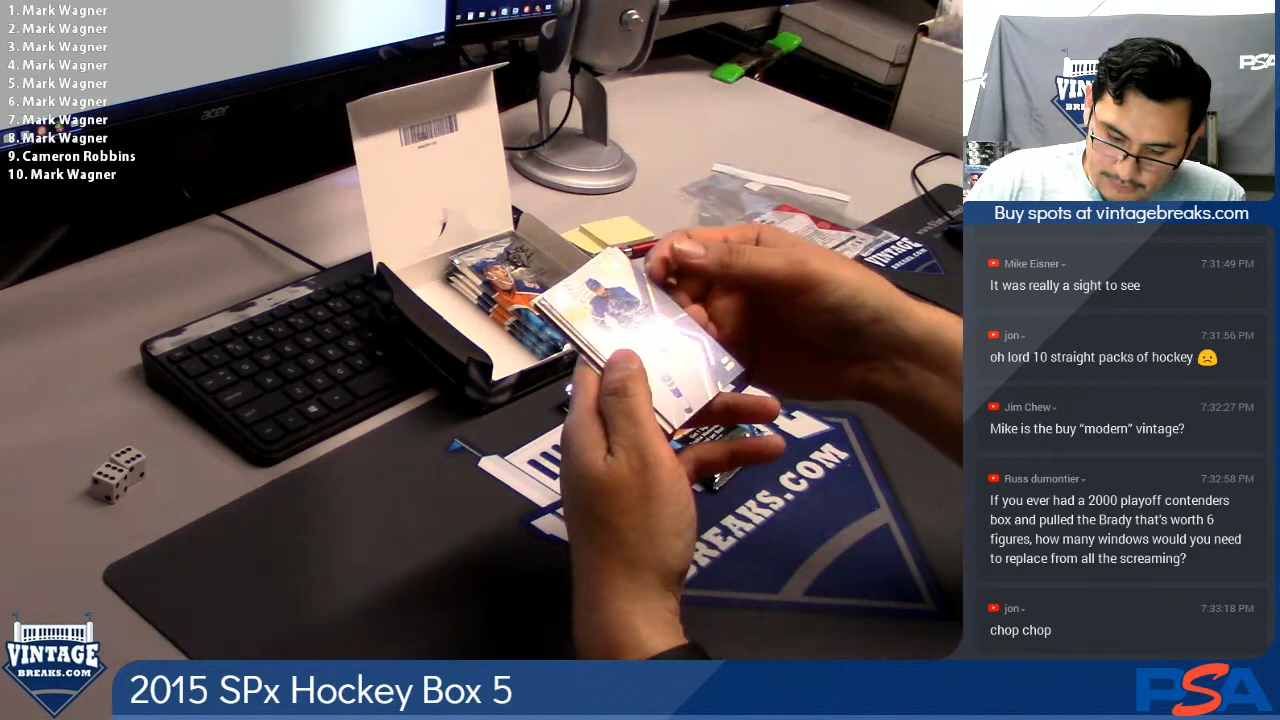 1. Mark Wagner
2. Mark Wagner
3. Mark Wagner
4. Mark Wagner
5. Mark Wagner
6. Mark Wagner
7. Mark Wagner
8. Mark Wagner
9. Cameron Robbins
10. Mark Wagner
acer
PSA
VINTAGE
BREAKS.COM
Buy spots at vintagebreaks.com
Mike Eisner 7:31:49 PM
It was really a sight to see
jon 7:31:56 PM
oh lord 10 straight packs of hockey
Jim Chew 7:32:27 PM
Mike is the buy “modern” vintage?
Russ dumontier 7:32:58 PM
If you ever had a 2000 playoff contenders
box and pulled the Brady that's worth 6
figures, how many windows would you need
to replace from all the screaming?
jon 7:33:18 PM
chop chop
VINTAGE
BREAKS.COM
BREAKS.COM
VINTAGE
BREAKS.COM
2015 SPx Hockey Box 5
PSA